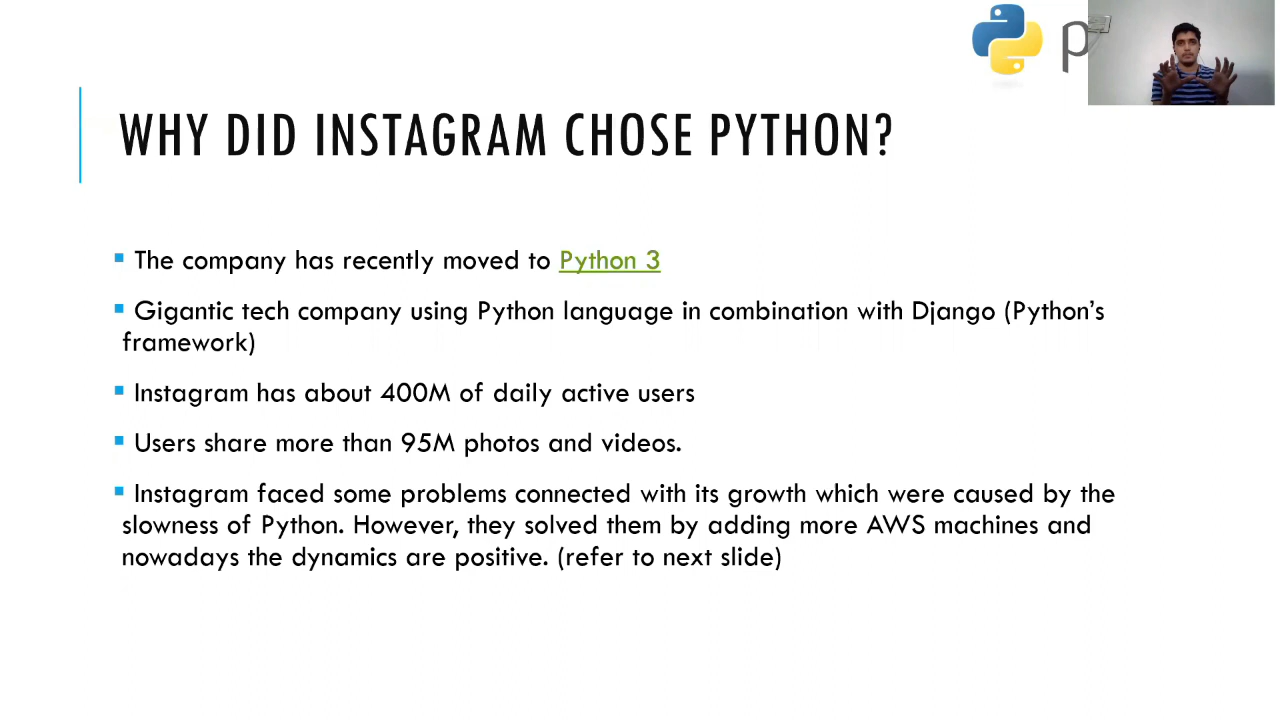 p
WHY DID INSTAGRAM CHOSE PYTHON?
The company has recently moved to Python 3
Gigantic tech company using Python language in combination with Django (Python’s
framework)
Instagram has about 400M of daily active users
Users share more than 95M photos and videos.
Instagram faced some problems connected with its growth which were caused by the
slowness of Python. However, they solved them by adding more AWS machines and
nowadays the dynamics are positive. (refer to next slide)